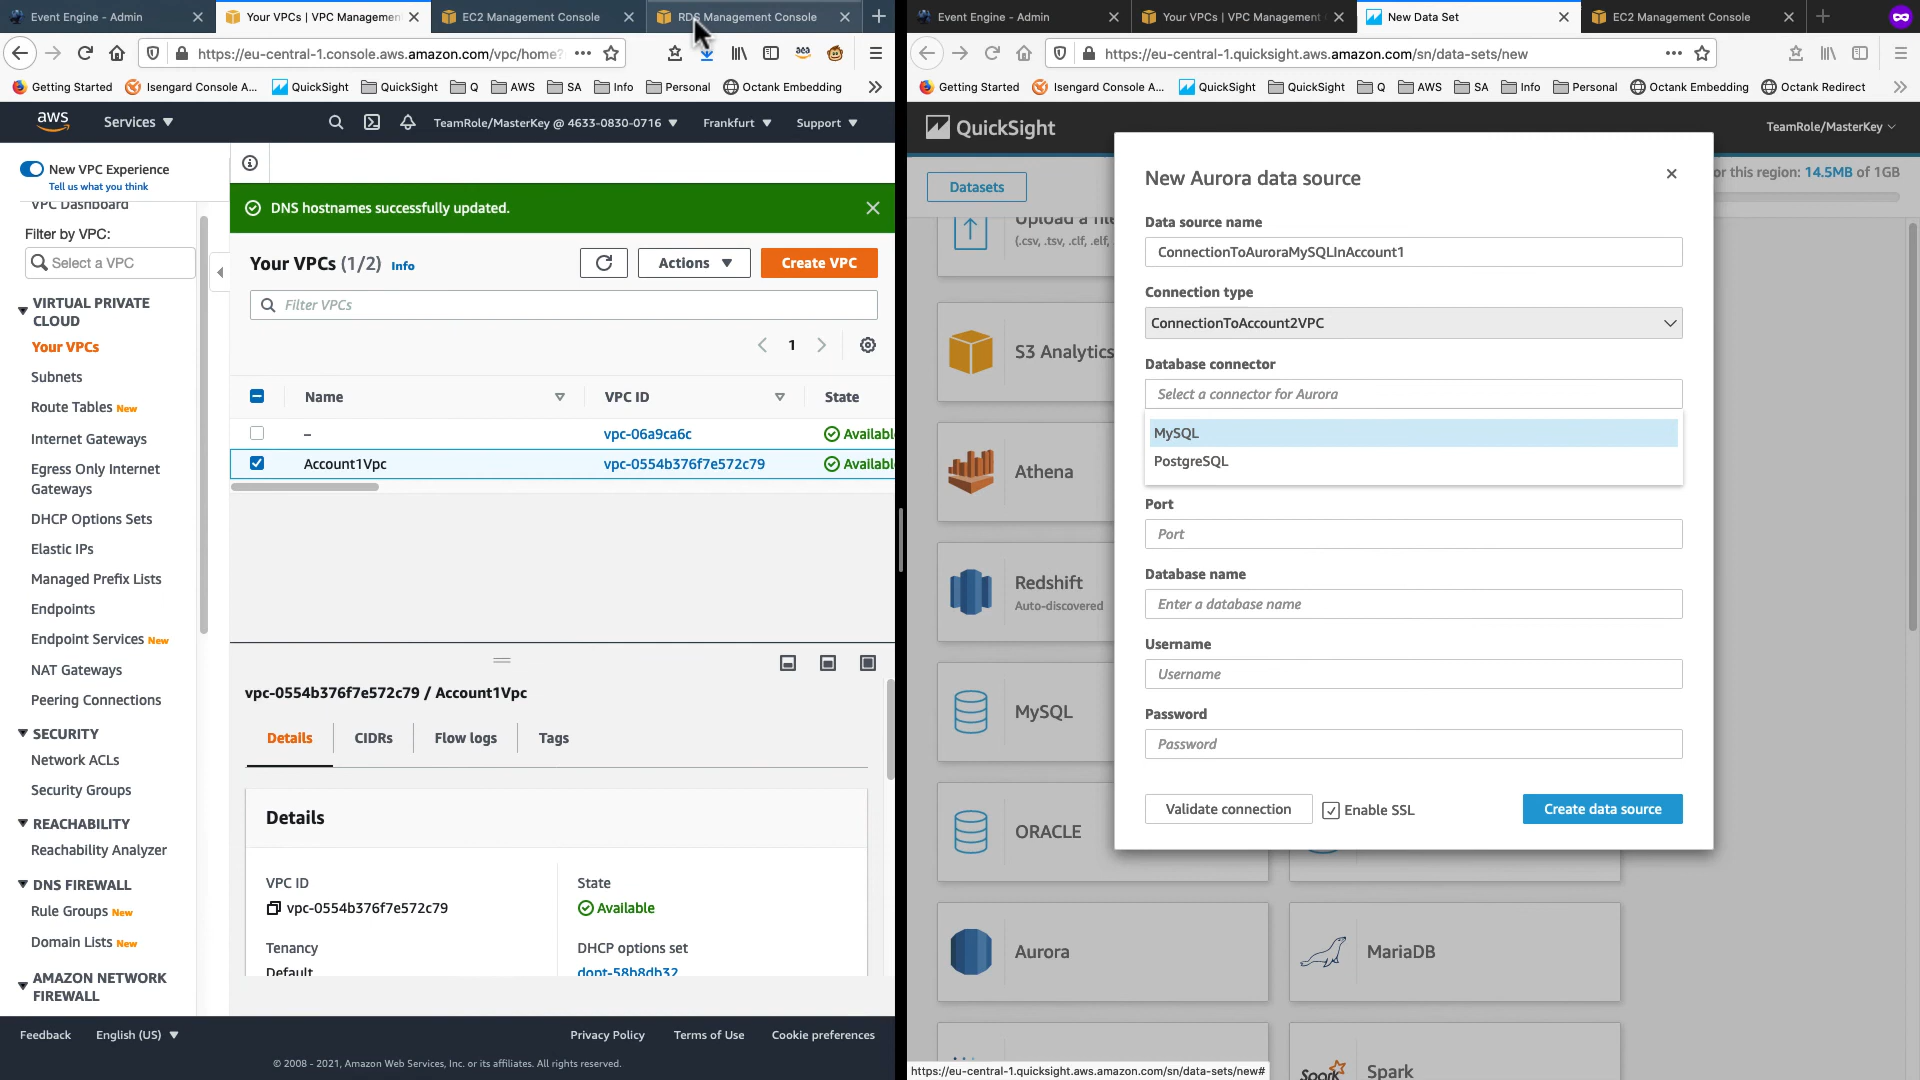 Event Engine - Admin
Your VPCs | VPC Managemen
EC2 Management Console
RDS Management Console
https://eu-central-1.console.aws.amazon.com/vpc/home?
Getting Started
Isengard Console A...
QuickSight
QuickSight
Q
AWS
SA
Info
Personal
Octank Embedding
aws
Services
TeamRole/MasterKey @ 4633-0830-0716
Frankfurt
Support
New VPC Experience
Tell us what you think
VPC Dashboard
Filter by VPC:
Select a VPC
VIRTUAL PRIVATE
CLOUD
Your VPCs
Subnets
Route Tables New
Internet Gateways
Egress Only Internet
Gateways
DHCP Options Sets
Elastic IPs
Managed Prefix Lists
Endpoints
Endpoint Services New
NAT Gateways
Peering Connections
SECURITY
Network ACLs
Security Groups
REACHABILITY
Reachability Analyzer
DNS FIREWALL
Rule Groups New
Domain Lists New
AMAZON NETWORK
FIREWALL
DNS hostnames successfully updated.
Your VPCs (1/2) Info
Actions
Create VPC
Filter VPCs
1
Name
VPC ID
State
–
vpc-06a9ca6c
Availabl
Account1Vpc
vpc-0554b376f7e572c79
Availabl
vpc-0554b376f7e572c79 / Account1Vpc
Details
CIDRs
Flow logs
Tags
Details
VPC ID
vpc-0554b376f7e572c79
State
Available
Tenancy
Default
DHCP options set
dopt-58b8db32
Feedback
English (US)
Privacy Policy
Terms of Use
Cookie preferences
© 2008 - 2021, Amazon Web Services, Inc. or its affiliates. All rights reserved.
Event Engine - Admin
Your VPCs | VPC Management
New Data Set
EC2 Management Console
https://eu-central-1.quicksight.aws.amazon.com/sn/data-sets/new
Getting Started
Isengard Console A...
QuickSight
QuickSight
Q
AWS
SA
Info
Personal
Octank Embedding
Octank Redirect
QuickSight
TeamRole/MasterKey
Datasets
or this region: 14.5MB of 1GB
Upload a file
(.csv, .tsv, .clf, .elf,
S3 Analytics
Athena
Redshift
Auto-discovered
MySQL
ORACLE
Aurora
MariaDB
Spark
Spark
New Aurora data source
Data source name
ConnectionToAuroraMySQLInAccount1
Connection type
ConnectionToAccount2VPC
Database connector
Select a connector for Aurora
MySQL
PostgreSQL
Port
Port
Database name
Enter a database name
Username
Username
Password
Password
Validate connection
Enable SSL
Create data source
https://eu-central-1.quicksight.aws.amazon.com/sn/data-sets/new#